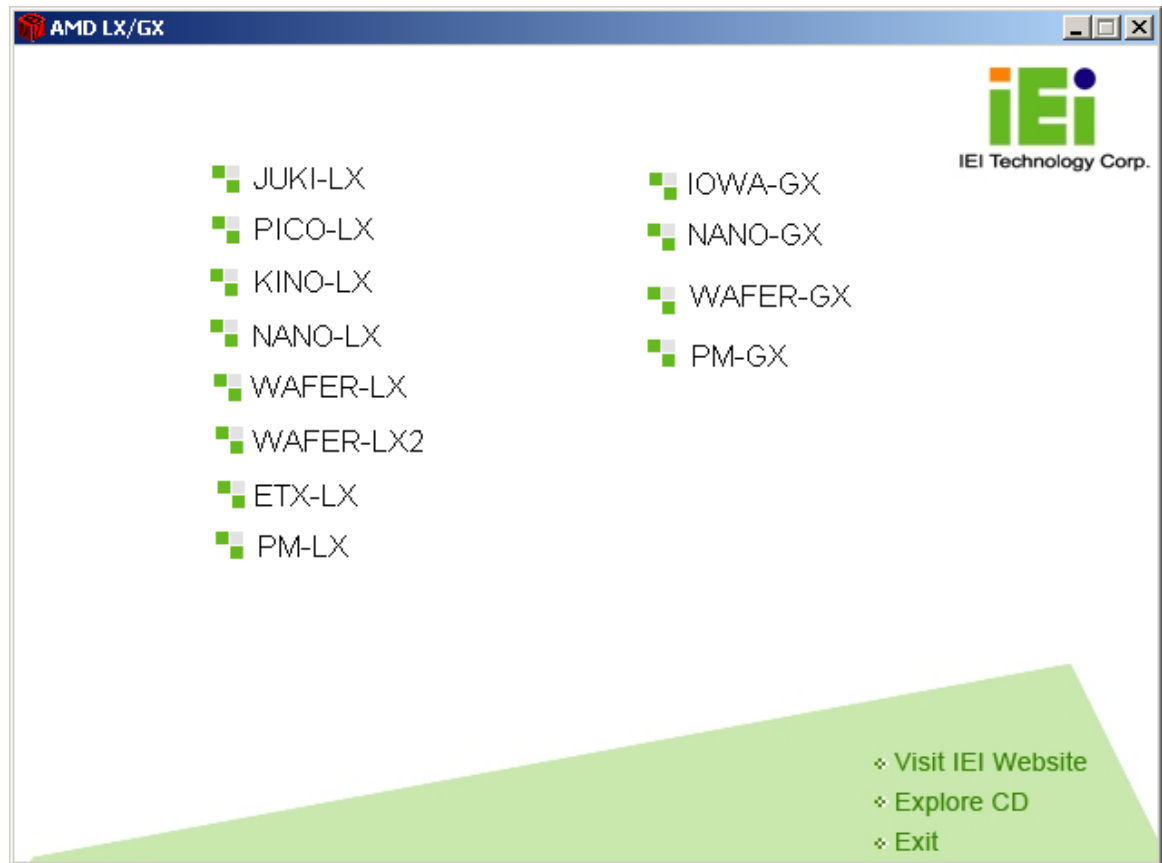 AMD LX/GX
iEi
IEI Technology Corp.
JUKI-LX
PICO-LX
KINO-LX
NANO-LX
WAFER-LX
WAFER-LX2
ETX-LX
PM-LX
IOWA-GX
NANO-GX
WAFER-GX
PM-GX
Visit IEI Website
Explore CD
Exit